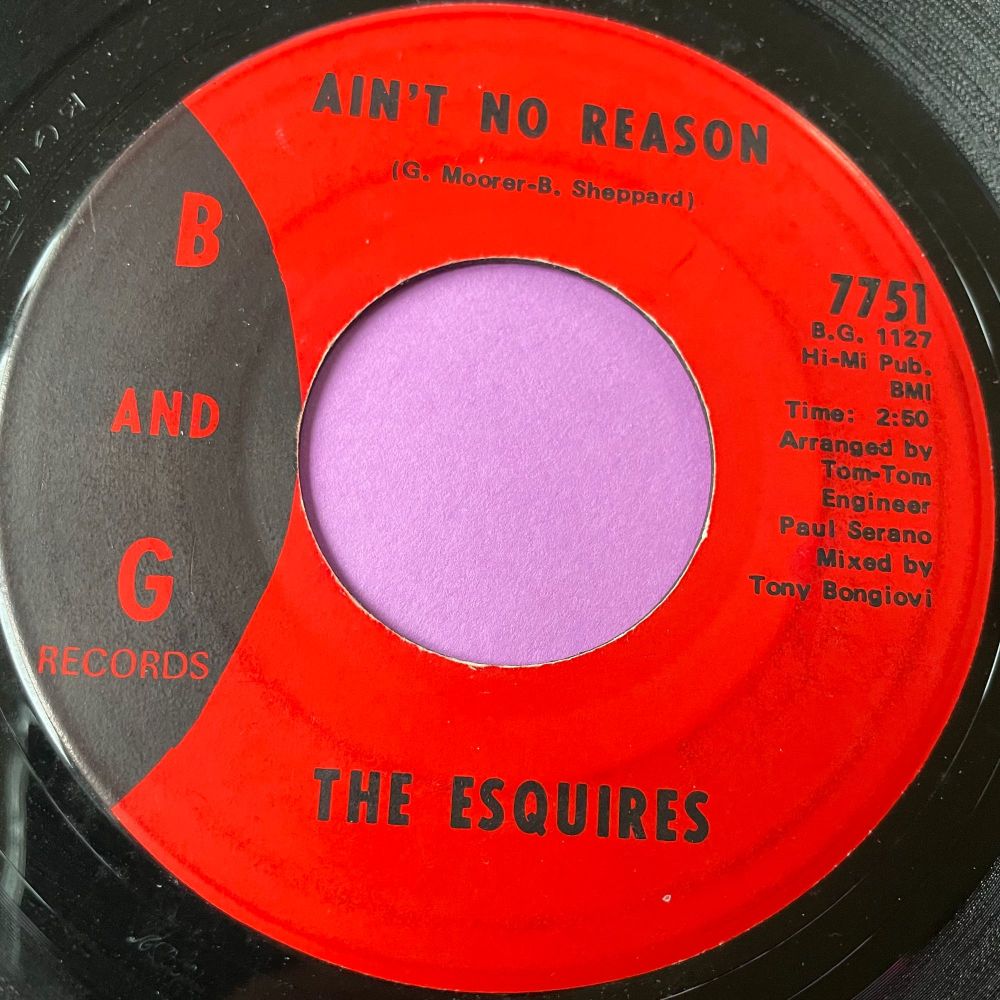 AIN'T NO REASON
(G. Moorer-B. Sheppard)
B
AND
G
RECORDS
7751
B.G. 1127
Hi-Mi Pub.
BMI
Time: 2:50
Arranged by
Tom-Tom
Engineer
Paul Serano
Mixed by
Tony Bongiovi
THE ESQUIRES